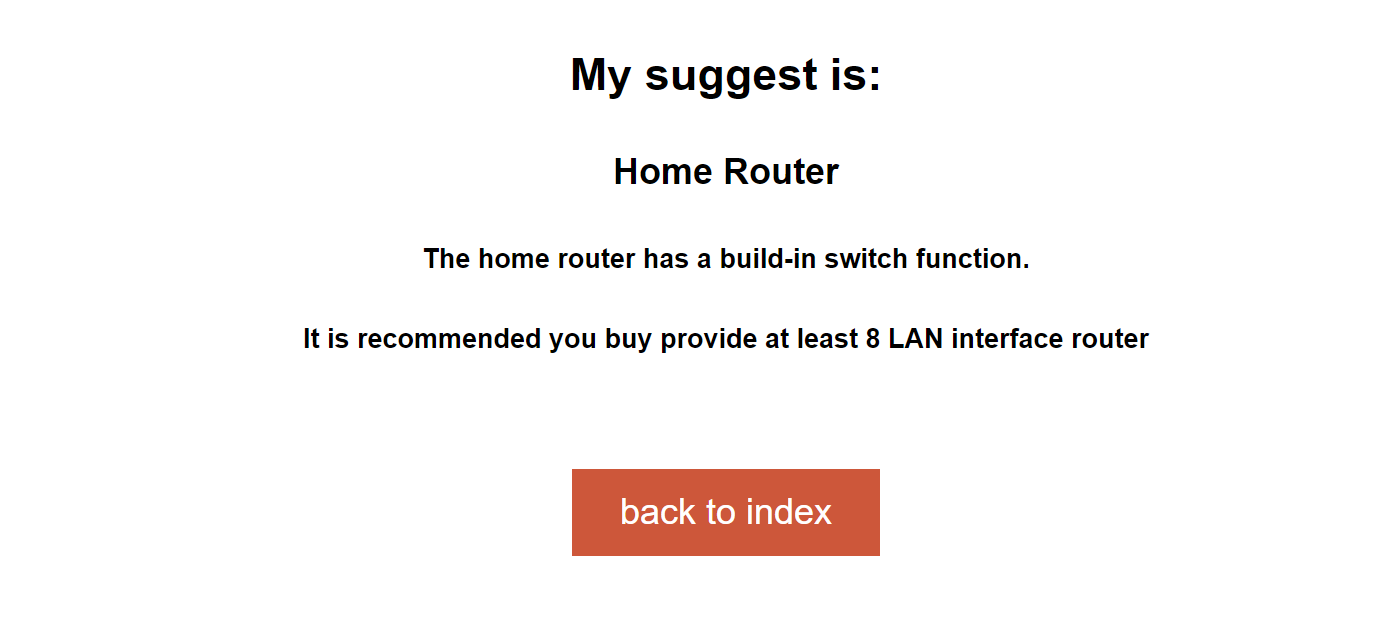 My suggest is:
Home Router
The home router has a build-in switch function.
It is recommended you buy provide at least 8 LAN interface router
back to index